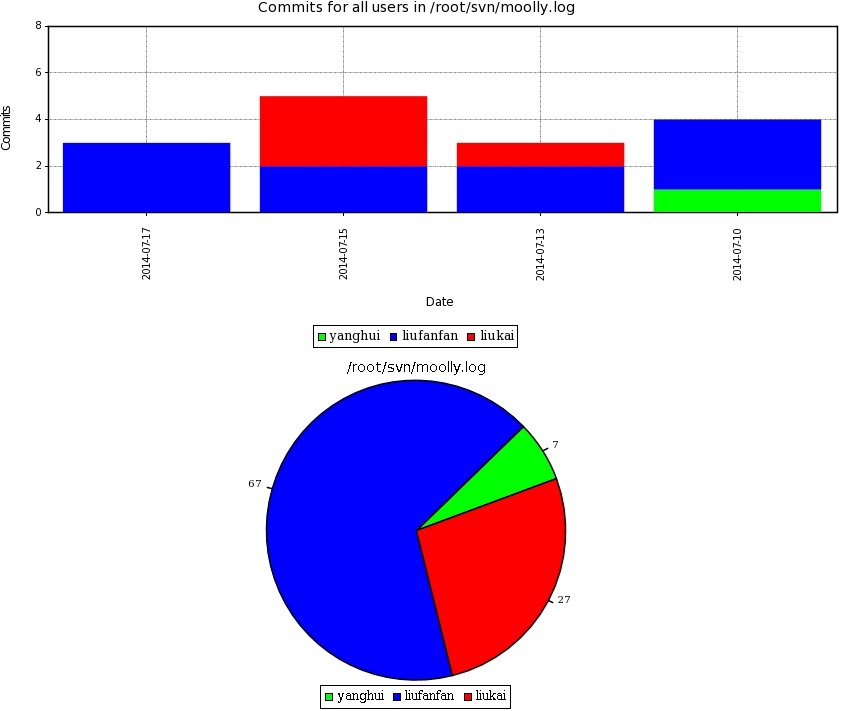 Commits for all users in /root/svn/moolly.log
8
6
4
2
0
Commits
2014-07-17
2014-07-15
2014-07-13
2014-07-10
Date
yanghui liufanfan liukai
/root/svn/moolly.log
7
67
27
yanghui liufanfan liukai